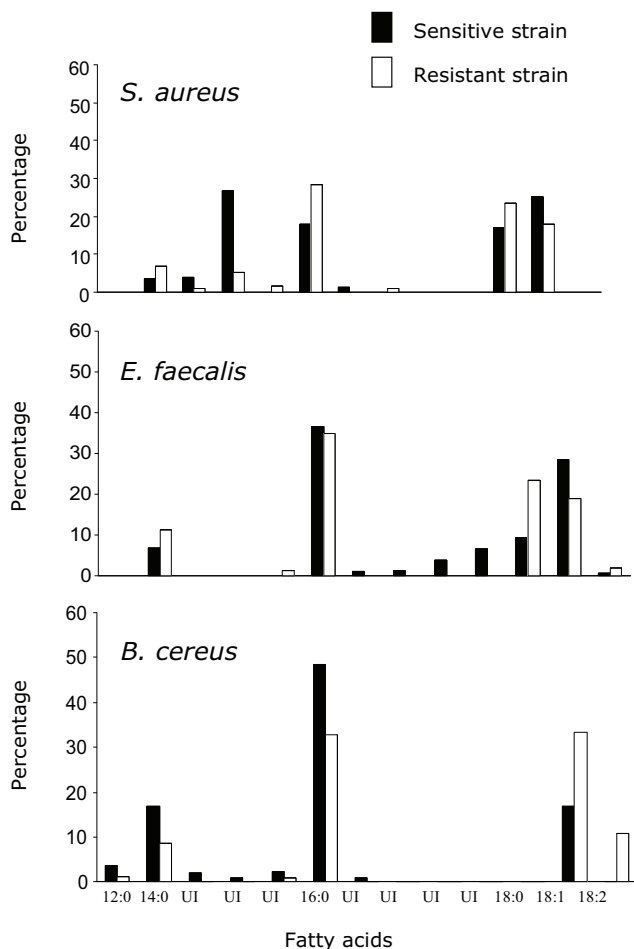 Sensitive strain
Resistant strain
S. aureus
Percentage
60
50
40
30
20
10
0
E. faecalis
Percentage
60
50
40
30
20
10
0
B. cereus
Percentage
60
50
40
30
20
10
0
12:0 14:0 UI UI UI 16:0 UI UI UI UI 18:0 18:1 18:2
Fatty acids